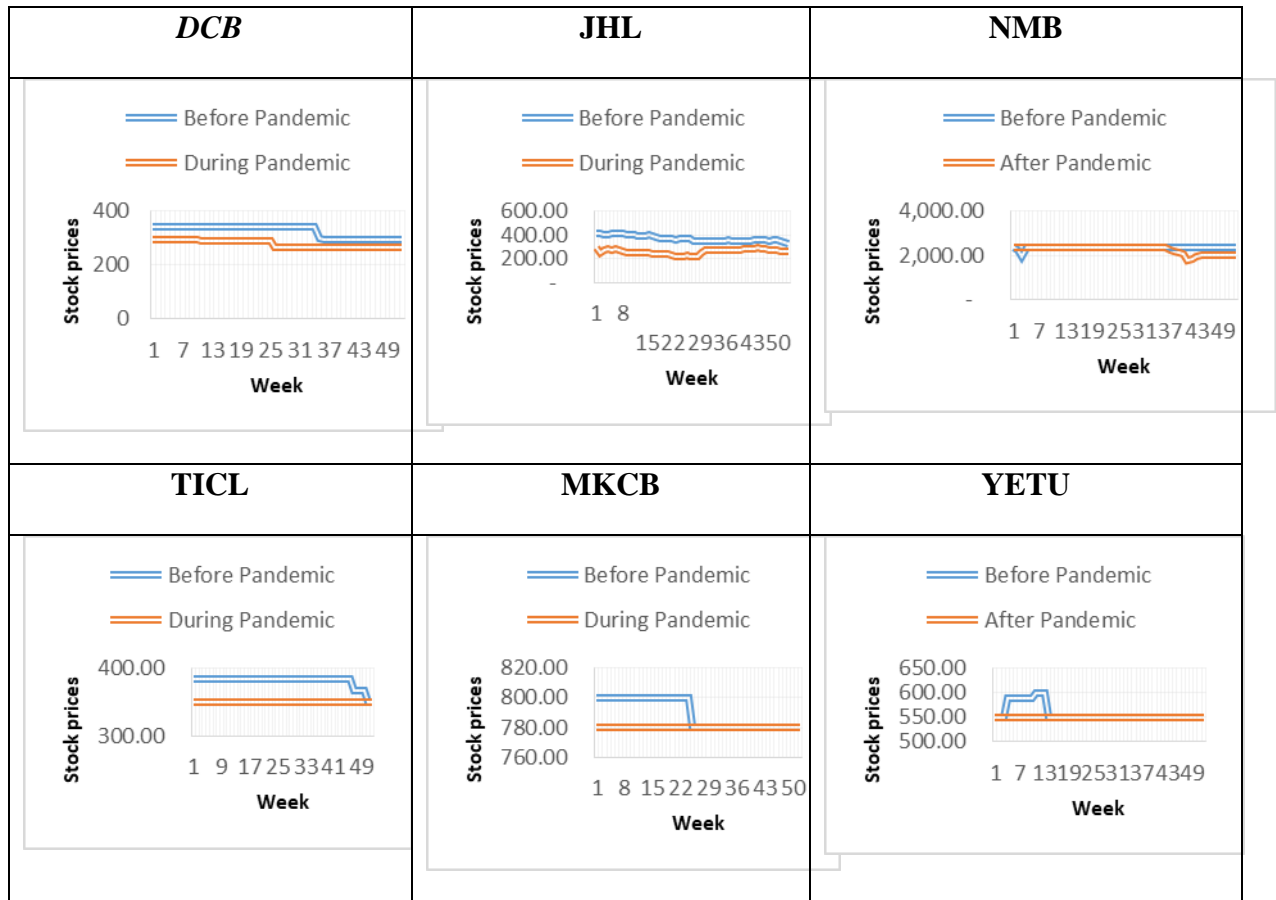 DCB
JHL
NMB
Before Pandemic
During Pandemic
Stock prices
400
200
0
1 7 13 19 25 31 37 43 49
Week
Before Pandemic
During Pandemic
Stock prices
600.00
400.00
200.00
-
1 8
15 22 29 36 43 50
Week
Before Pandemic
After Pandemic
Stock prices
4,000.00
2,000.00
-
1 7 13 19 25 31 37 43 49
Week
TICL
MKCB
YETU
Before Pandemic
During Pandemic
Stock prices
400.00
300.00
1 9 17 25 33 41 49
Week
Before Pandemic
During Pandemic
Stock prices
820.00
800.00
780.00
760.00
1 8 15 22 29 36 43 50
Week
Before Pandemic
After Pandemic
Stock prices
650.00
600.00
550.00
500.00
1 7 13 19 25 31 37 43 49
Week